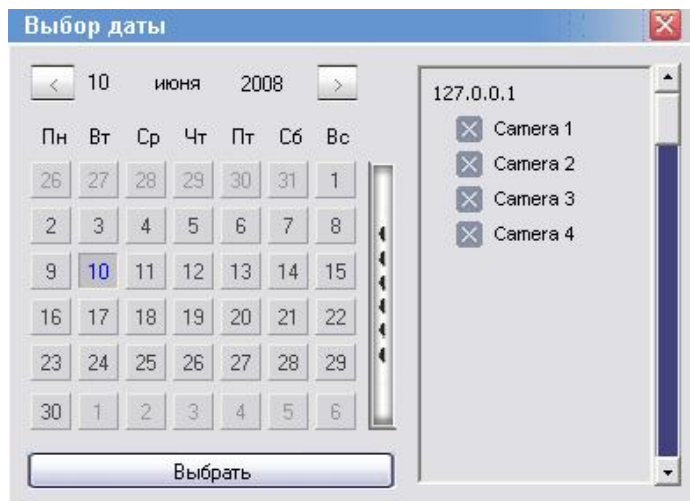 Выбор даты
< 10 июня 2008 >
Пн Вт Ср Чт Пт Сб Вс
26 27 28 29 30 31 1
2 3 4 5 6 7 8
9 10 11 12 13 14 15
16 17 18 19 20 21 22
23 24 25 26 27 28 29
30 1 2 3 4 5 6
Выбрать
127.0.0.1
Camera 1
Camera 2
Camera 3
Camera 4